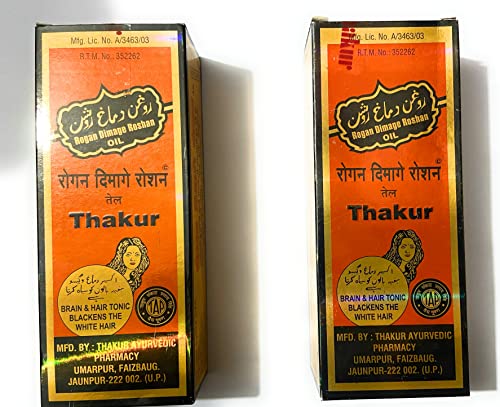 Mfg. Lic. No. A/3463/03
R.T.M. No.: 352262
روغن دماغ روشن
Rogan Dimage Roshan
OIL
रोगन दिमागे रोशन ©
तेल
Thakur
BRAIN & HAIR TONIC
BLACKENS THE
WHITE HAIR
TAP
MFD. BY : THAKUR AYURVEDIC
PHARMACY
UMARPUR, FAIZBAUG.
JAUNPUR-222 002. (U.P.)
Mfg. Lic. No. A/3463/03
R.T.M. No.: 352262
روغن دماغ روشن
Rogan Dimage Roshan
OIL
रोगन दिमागे रोशन ©
तेल
Thakur
BRAIN & HAIR TONIC
BLACKENS THE
WHITE HAIR
TAP
MFD. BY : THAKUR AYURVEDIC
PHARMACY
UMARPUR, FAIZBAUG.
JAUNPUR-222 002. (U.P.)